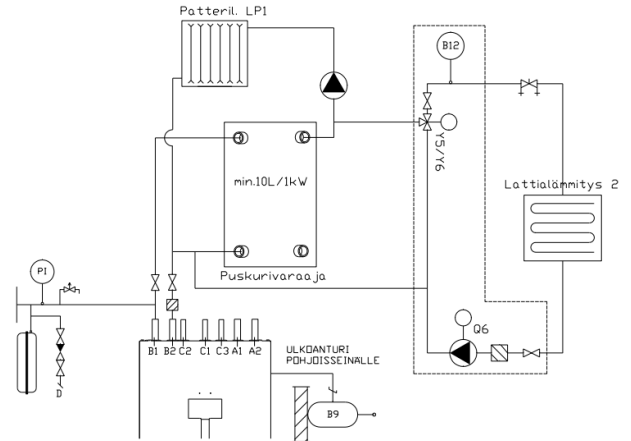 Patteril. LP1
B12
Y5/Y6
min.10L/1kW
Lattialämmitys 2
Puskurivaraaja
PI
Q6
B1 B2 C2 C1 C3 A1 A2
ULKOANTURI
POHJOISSEINÄLLE
D
B9